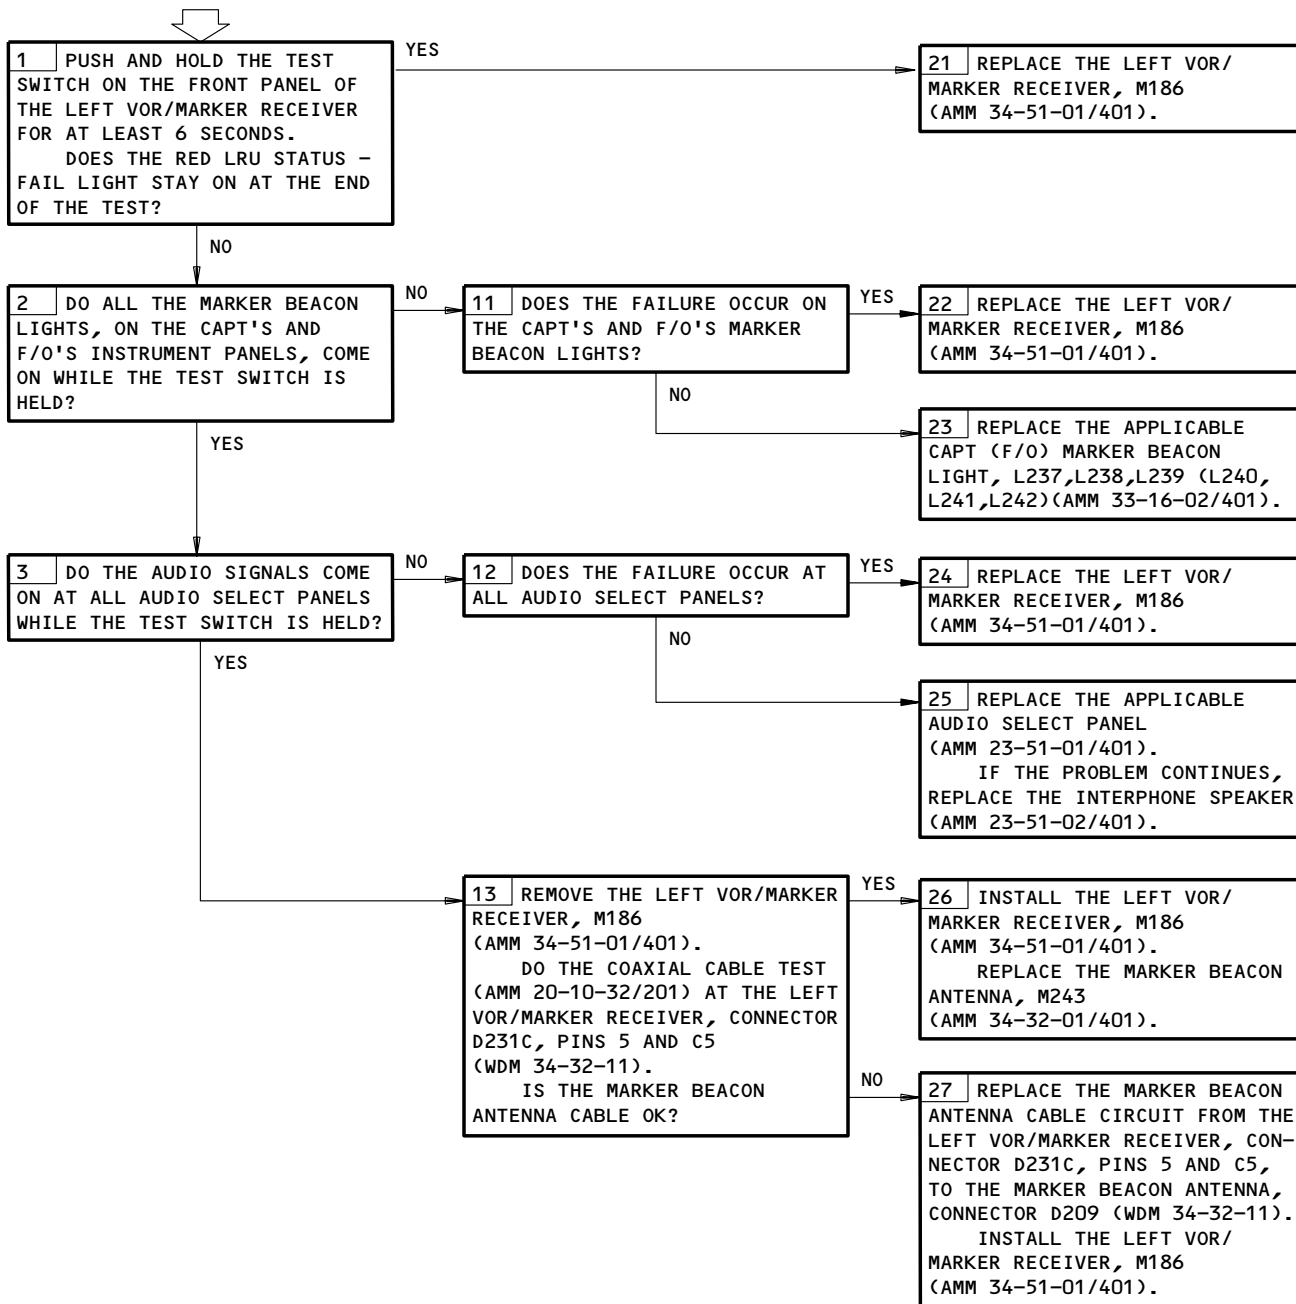 1 PUSH AND HOLD THE TEST
SWITCH ON THE FRONT PANEL OF
THE LEFT VOR/MARKER RECEIVER
FOR AT LEAST 6 SECONDS.
DOES THE RED LRU STATUS –
FAIL LIGHT STAY ON AT THE END
OF THE TEST?
YES
21 REPLACE THE LEFT VOR/
MARKER RECEIVER, M186
(AMM 34-51-01/401).
NO
2 DO ALL THE MARKER BEACON
LIGHTS, ON THE CAPT'S AND
F/O'S INSTRUMENT PANELS, COME
ON WHILE THE TEST SWITCH IS
HELD?
NO
11 DOES THE FAILURE OCCUR ON
THE CAPT'S AND F/O'S MARKER
BEACON LIGHTS?
YES
22 REPLACE THE LEFT VOR/
MARKER RECEIVER, M186
(AMM 34-51-01/401).
NO
23 REPLACE THE APPLICABLE
CAPT (F/O) MARKER BEACON
LIGHT, L237,L238,L239 (L240,
L241,L242)(AMM 33-16-02/401).
YES
3 DO THE AUDIO SIGNALS COME
ON AT ALL AUDIO SELECT PANELS
WHILE THE TEST SWITCH IS HELD?
NO
12 DOES THE FAILURE OCCUR AT
ALL AUDIO SELECT PANELS?
YES
24 REPLACE THE LEFT VOR/
MARKER RECEIVER, M186
(AMM 34-51-01/401).
NO
25 REPLACE THE APPLICABLE
AUDIO SELECT PANEL
(AMM 23-51-01/401).
IF THE PROBLEM CONTINUES,
REPLACE THE INTERPHONE SPEAKER
(AMM 23-51-02/401).
YES
13 REMOVE THE LEFT VOR/MARKER
RECEIVER, M186
(AMM 34-51-01/401).
DO THE COAXIAL CABLE TEST
(AMM 20-10-32/201) AT THE LEFT
VOR/MARKER RECEIVER, CONNECTOR
D231C, PINS 5 AND C5
(WDM 34-32-11).
IS THE MARKER BEACON
ANTENNA CABLE OK?
YES
26 INSTALL THE LEFT VOR/
MARKER RECEIVER, M186
(AMM 34-51-01/401).
REPLACE THE MARKER BEACON
ANTENNA, M243
(AMM 34-32-01/401).
NO
27 REPLACE THE MARKER BEACON
ANTENNA CABLE CIRCUIT FROM THE
LEFT VOR/MARKER RECEIVER, CON-
NECTOR D231C, PINS 5 AND C5,
TO THE MARKER BEACON ANTENNA,
CONNECTOR D209 (WDM 34-32-11).
INSTALL THE LEFT VOR/
MARKER RECEIVER, M186
(AMM 34-51-01/401).